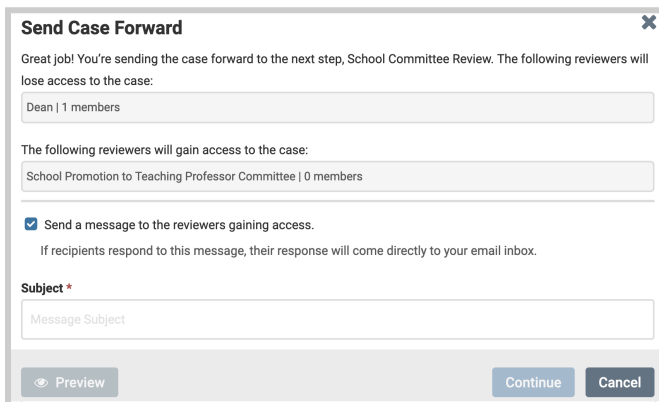 Send Case Forward
Great job! You're sending the case forward to the next step, School Committee Review. The following reviewers will
lose access to the case:
Dean | 1 members
The following reviewers will gain access to the case:
School Promotion to Teaching Professor Committee | 0 members
Send a message to the reviewers gaining access.
If recipients respond to this message, their response will come directly to your email inbox.
Subject *
Message Subject
Preview
Continue
Cancel